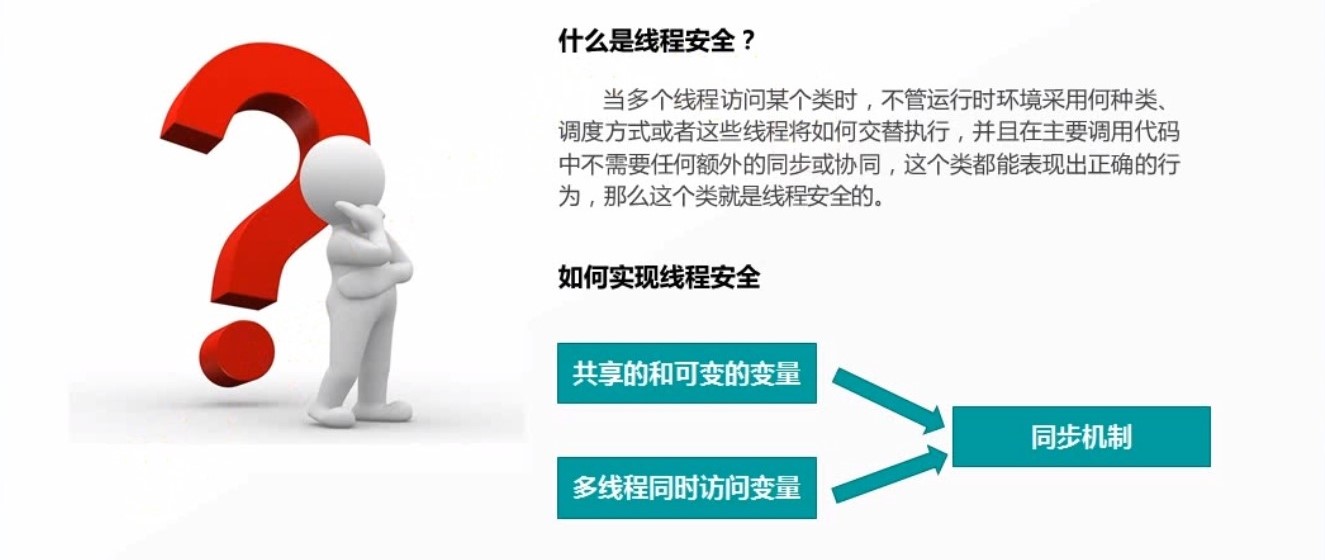 什么是线程安全？
当多个线程访问某个类时，不管运行时环境采用何种类、
调度方式或者这些线程将如何交替执行，并且在主要调用代码
中不需要任何额外的同步或协同，这个类都能表现出正确的行
为，那么这个类就是线程安全的。
如何实现线程安全
共享的和可变的变量
多线程同时访问变量
同步机制